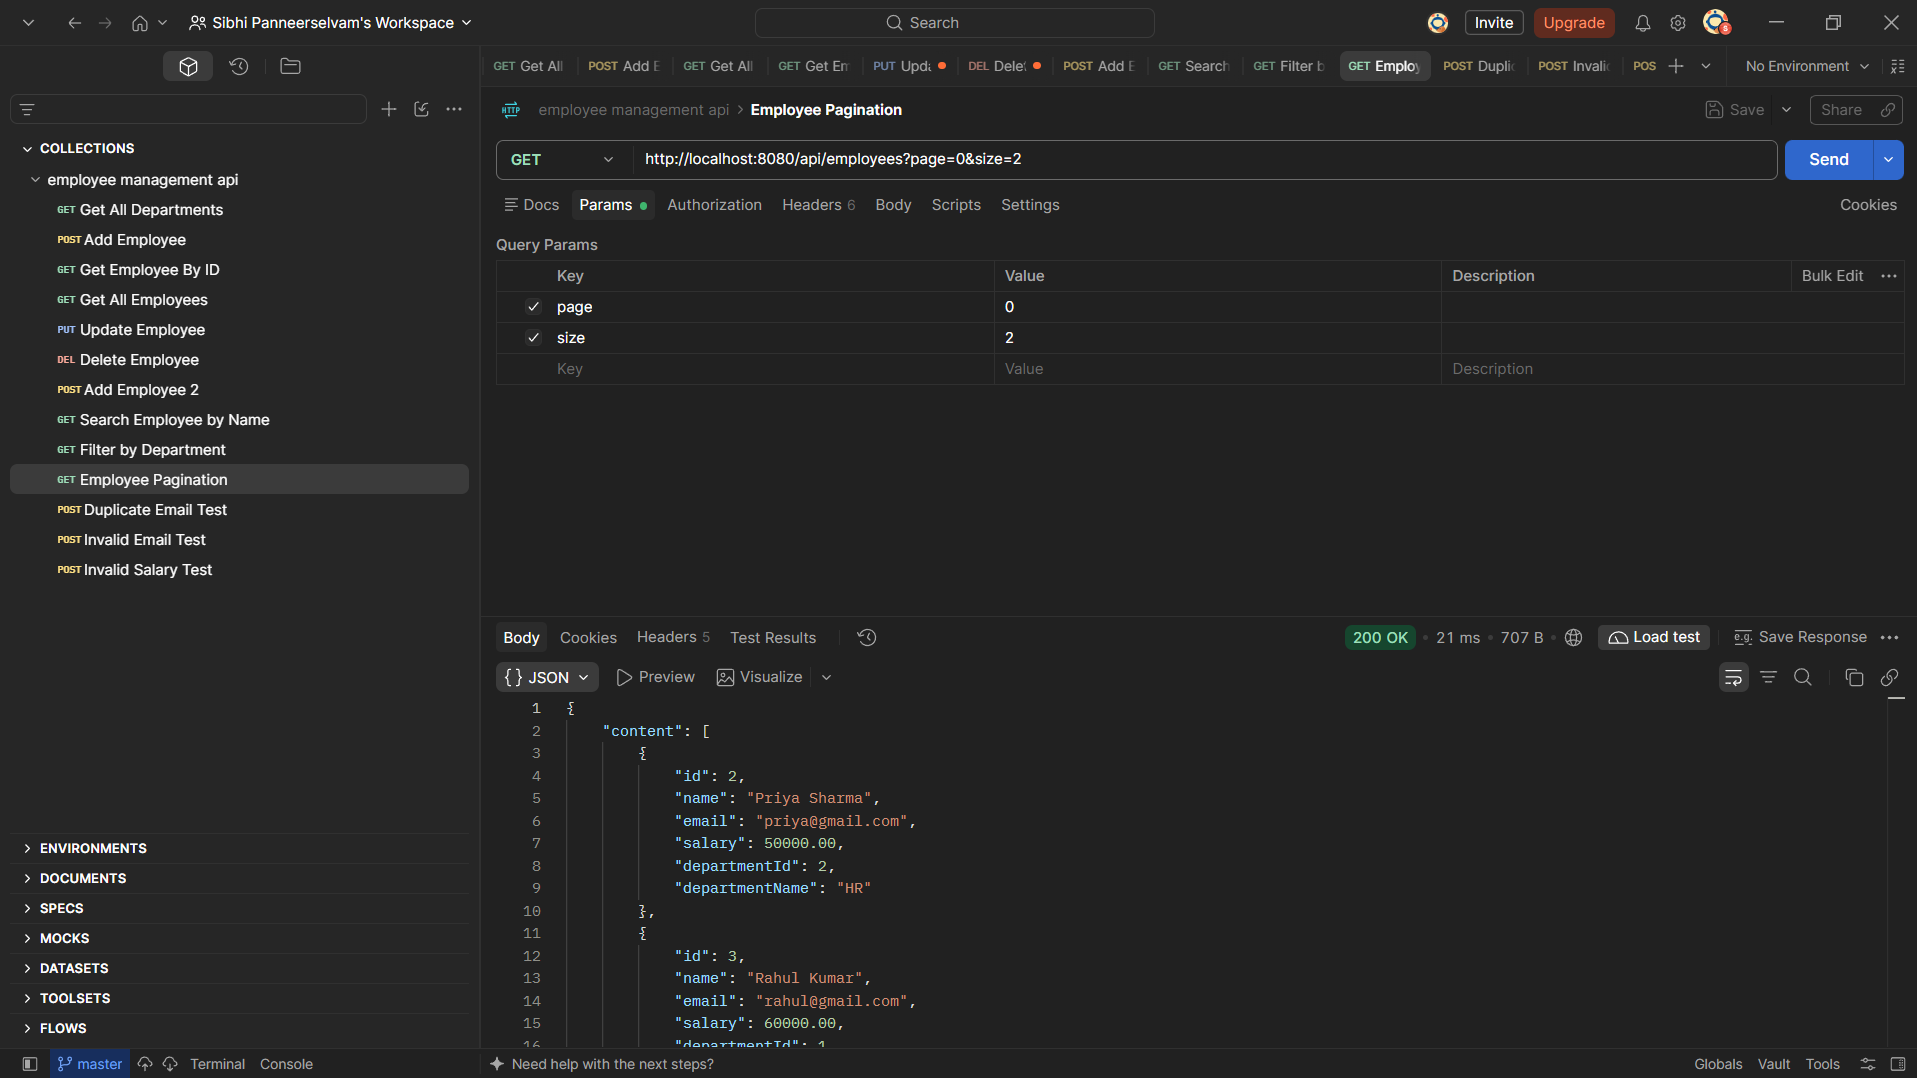 Sibhi Panneerselvam's Workspace
Search
Invite
Upgrade
GET Get All
POST Add E
GET Get All
GET Get Em
PUT Upda
DEL Delet
POST Add E
GET Search
GET Filter b
GET Employ
POST Duplic
POST Invalid
POS
No Environment
employee management api > Employee Pagination
Save
Share
COLLECTIONS
employee management api
GET Get All Departments
POST Add Employee
GET Get Employee By ID
GET Get All Employees
PUT Update Employee
DEL Delete Employee
POST Add Employee 2
GET Search Employee by Name
GET Filter by Department
GET Employee Pagination
POST Duplicate Email Test
POST Invalid Email Test
POST Invalid Salary Test
ENVIRONMENTS
DOCUMENTS
SPECS
MOCKS
DATASETS
TOOLSETS
FLOWS
HTTP
GET
http://localhost:8080/api/employees?page=0&size=2
Send
Docs Params Authorization Headers 6 Body Scripts Settings
Cookies
Query Params
Key Value Description Bulk Edit
page 0
size 2
Key Value Description
Body Cookies Headers 5 Test Results
200 OK • 21 ms • 707 B
Load test
e.g. Save Response
{} JSON Preview Visualize
1 {
2 "content": [
3 {
4 "id": 2,
5 "name": "Priya Sharma",
6 "email": "priya@gmail.com",
7 "salary": 50000.00,
8 "departmentId": 2,
9 "departmentName": "HR"
10 },
11 {
12 "id": 3,
13 "name": "Rahul Kumar",
14 "email": "rahul@gmail.com",
15 "salary": 60000.00,
16 "departmentId": 1
master Terminal Console
Need help with the next steps?
Globals Vault Tools